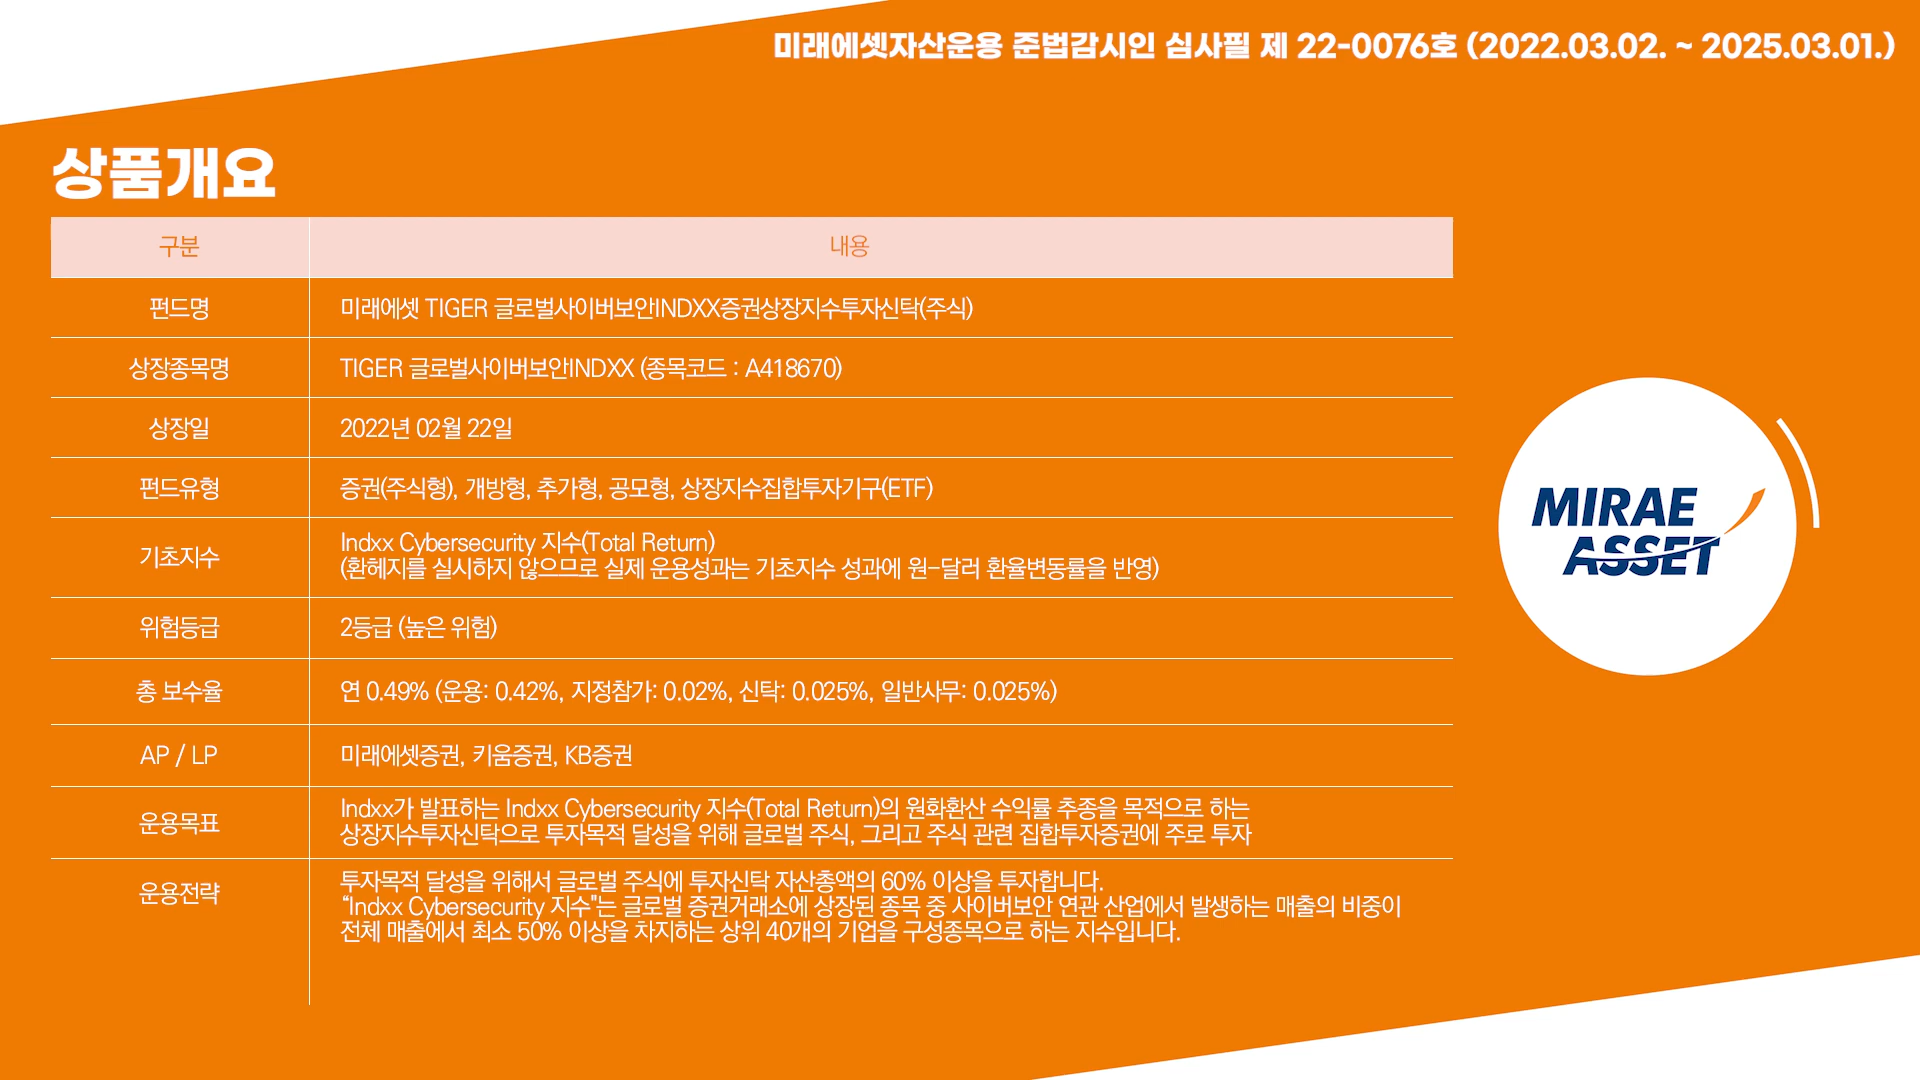 미래에셋자산운용 준법감시인 심사필 제 22-0076호 (2022.03.02. ~ 2025.03.01.)
상품개요
구분 내용
펀드명 미래에셋 TIGER 글로벌사이버보안INDXX증권상장지수투자신탁(주식)
상장종목명 TIGER 글로벌사이버보안INDXX (종목코드 : A418670)
상장일 2022년 02월 22일
펀드유형 증권(주식형), 개방형, 추가형, 공모형, 상장지수집합투자기구(ETF)
기초지수 Indxx Cybersecurity 지수(Total Return)
(환헤지를 실시하지 않으므로 실제 운용성과는 기초지수 성과에 원-달러 환율변동률을 반영)
위험등급 2등급 (높은 위험)
총 보수율 연 0.49% (운용: 0.42%, 지정참가: 0.02%, 신탁: 0.025%, 일반사무: 0.025%)
AP / LP 미래에셋증권, 키움증권, KB증권
운용목표 Indxx가 발표하는 Indxx Cybersecurity 지수(Total Return)의 원화환산 수익률 추종을 목적으로 하는
상장지수투자신탁으로 투자목적 달성을 위해 글로벌 주식, 그리고 주식 관련 집합투자증권에 주로 투자
운용전략 투자목적 달성을 위해서 글로벌 주식에 투자신탁 자산총액의 60% 이상을 투자합니다.
“Indxx Cybersecurity 지수"는 글로벌 증권거래소에 상장된 종목 중 사이버보안 연관 산업에서 발생하는 매출의 비중이
전체 매출에서 최소 50% 이상을 차지하는 상위 40개의 기업을 구성종목으로 하는 지수입니다.
MIRAE
ASSET